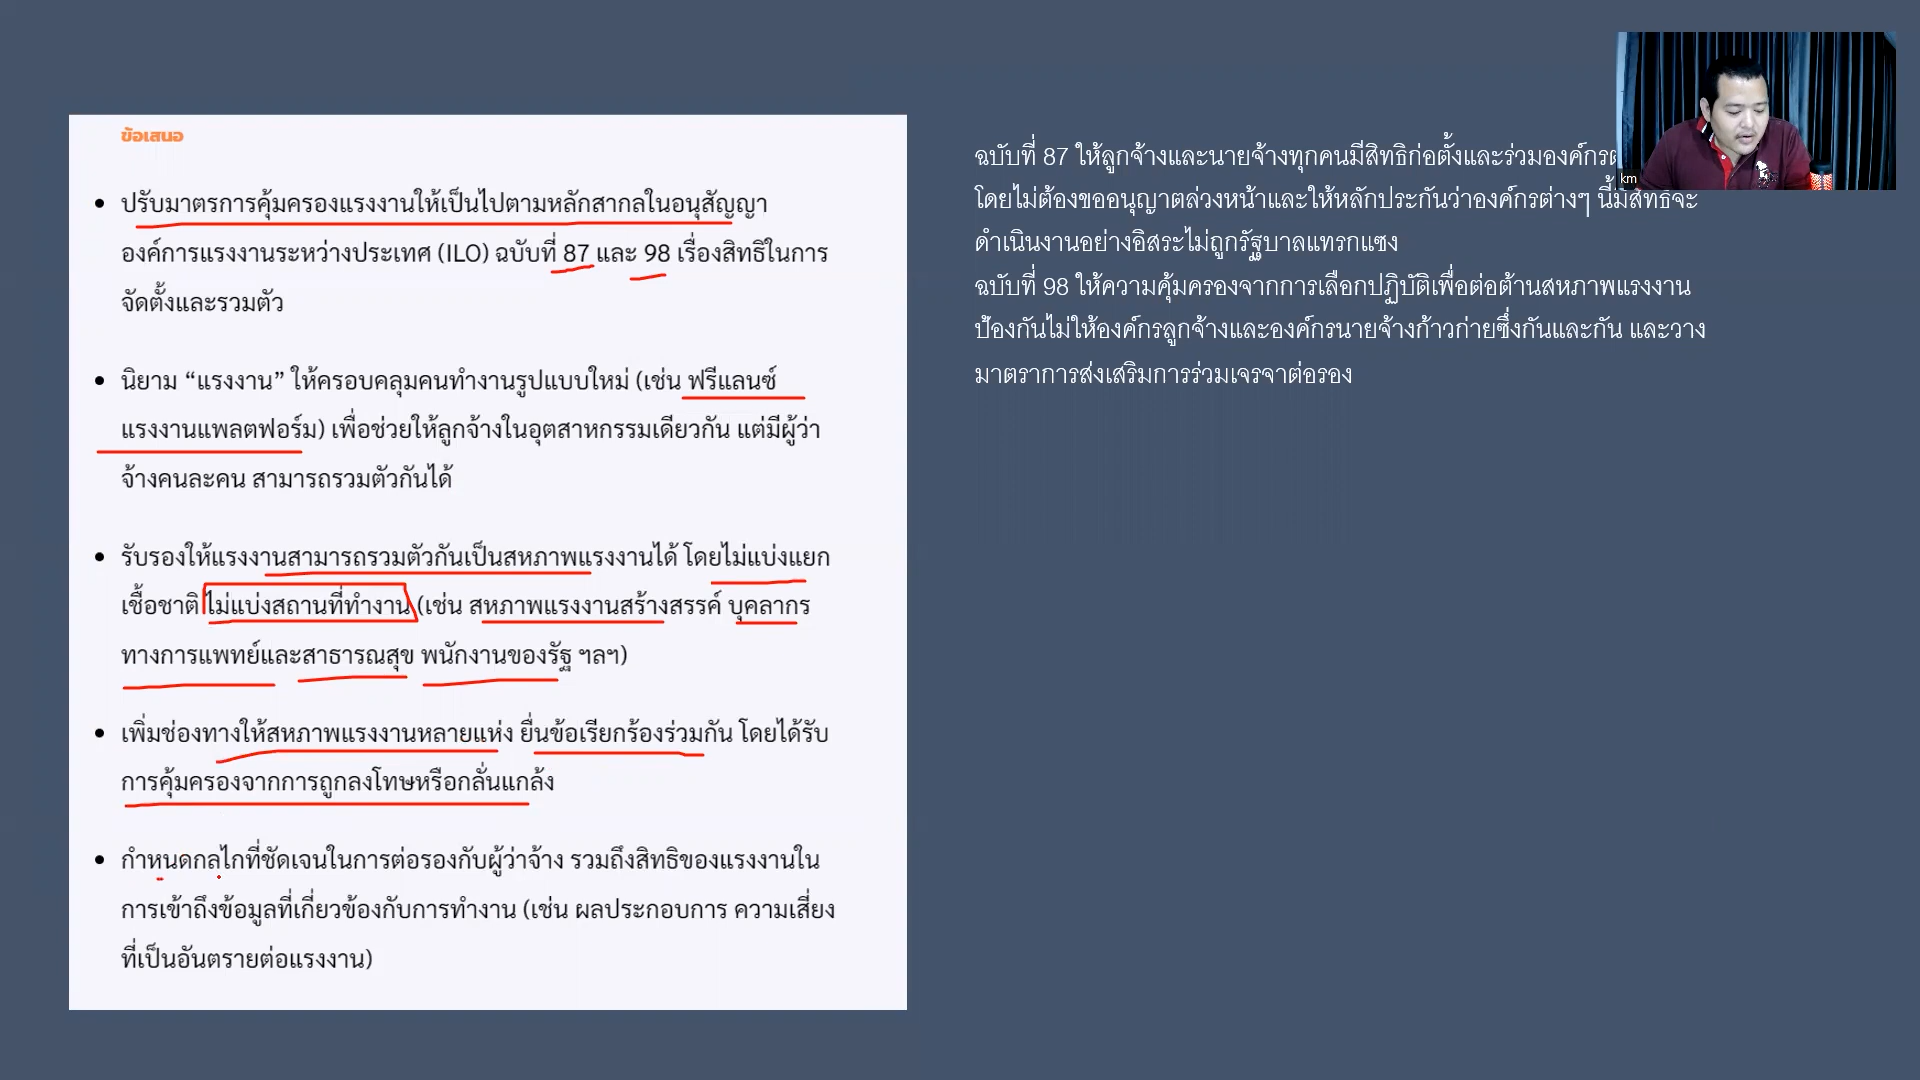 ข้อเสนอ
ปรับมาตรการคุ้มครองแรงงานให้เป็นไปตามหลักสากลในอนุสัญญา
องค์การแรงงานระหว่างประเทศ (ILO) ฉบับที่ 87 และ 98 เรื่องสิทธิในการ
จัดตั้งและรวมตัว
นิยาม “แรงงาน” ให้ครอบคลุมคนทำงานรูปแบบใหม่ (เช่น ฟรีแลนซ์
แรงงานแพลตฟอร์ม) เพื่อช่วยให้ลูกจ้างในอุตสาหกรรมเดียวกัน แต่มีผู้ว่า
จ้างคนละคน สามารถรวมตัวกันได้
รับรองให้แรงงานสามารถรวมตัวกันเป็นสหภาพแรงงานได้ โดยไม่แบ่งแยก
เชื้อชาติ ไม่แบ่งสถานที่ทำงาน (เช่น สหภาพแรงงานสร้างสรรค์ บุคลากร
ทางการแพทย์และสาธารณสุข พนักงานของรัฐ ฯลฯ)
เพิ่มช่องทางให้สหภาพแรงงานหลายแห่ง ยื่นข้อเรียกร้องร่วมกัน โดยได้รับ
การคุ้มครองจากการถูกลงโทษหรือกลั่นแกล้ง
กำหนดกลไกที่ชัดเจนในการต่อรองกับผู้ว่าจ้าง รวมถึงสิทธิของแรงงานใน
การเข้าถึงข้อมูลที่เกี่ยวข้องกับการทำงาน (เช่น ผลประกอบการ ความเสี่ยง
ที่เป็นอันตรายต่อแรงงาน)
ฉบับที่ 87 ให้ลูกจ้างและนายจ้างทุกคนมีสิทธิก่อตั้งและร่วมองค์กร
โดยไม่ต้องขออนุญาตล่วงหน้าและให้หลักประกันว่าองค์กรต่างๆ นี้มีสิทธิจะ
ดำเนินงานอย่างอิสระไม่ถูกรัฐบาลแทรกแซง
ฉบับที่ 98 ให้ความคุ้มครองจากการเลือกปฏิบัติเพื่อต่อต้านสหภาพแรงงาน
ป้องกันไม่ให้องค์กรลูกจ้างและองค์กรนายจ้างก้าวก่ายซึ่งกันและกัน และวาง
มาตราการส่งเสริมการร่วมเจรจาต่อรอง
km